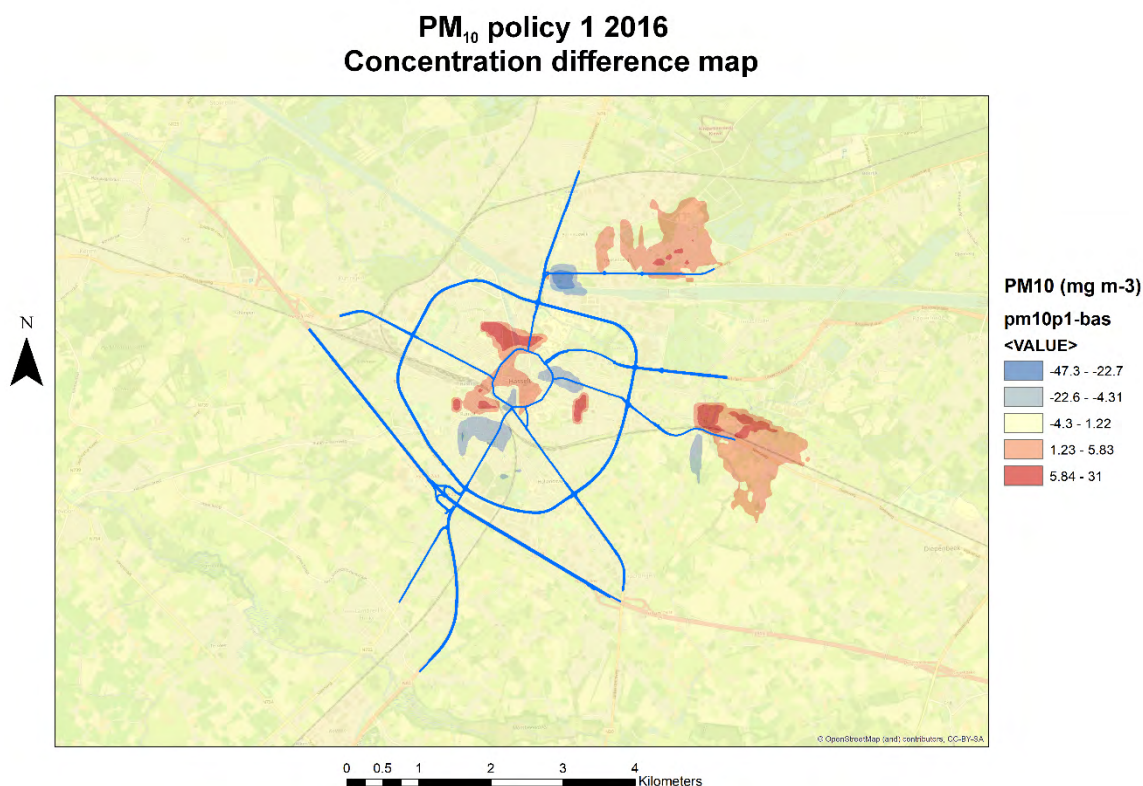 PM₁₀ policy 1 2016
Concentration difference map
N
PM10 (mg m-3)
pm10p1-bas
<VALUE>
-47.3 - -22.7
-22.6 - -4.31
-4.3 - 1.22
1.23 - 5.83
5.84 - 31
© OpenStreetMap (and) contributors, CC-BY-SA
0 0.5 1 2 3 4
Kilometers